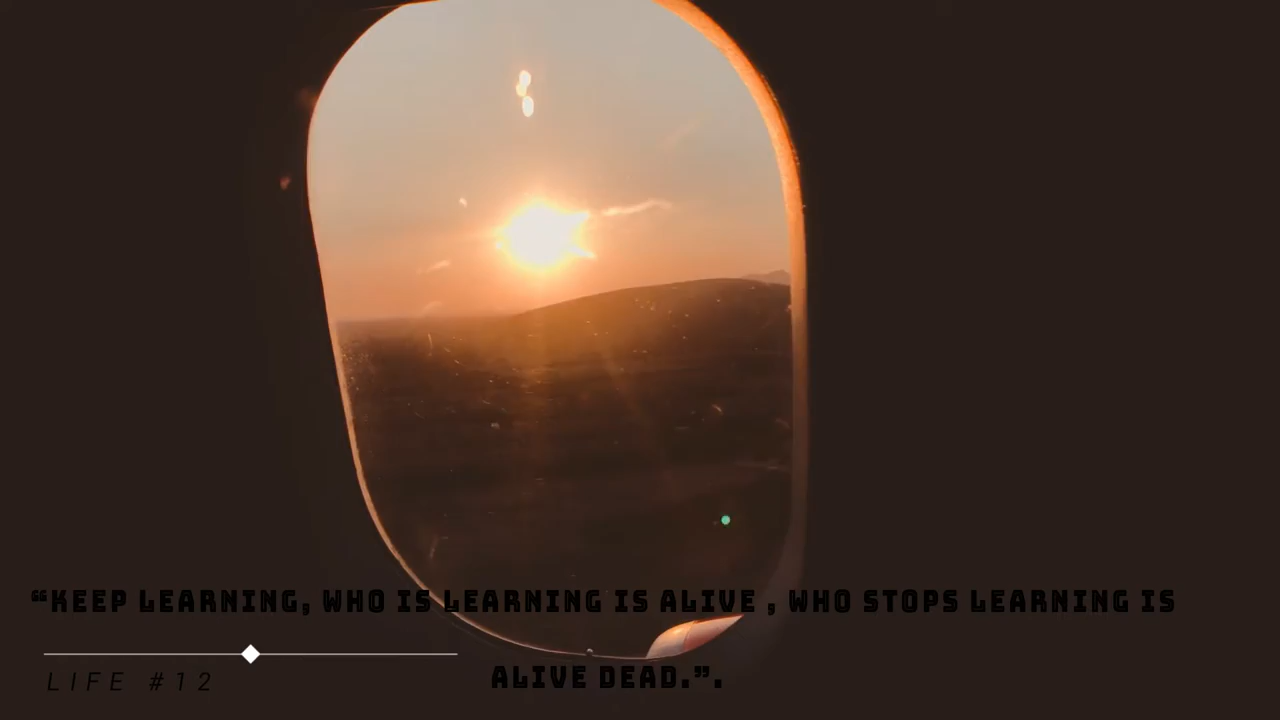 “KEEP LEARNING, WHO IS LEARNING IS ALIVE , WHO STOPS LEARNING IS
ALIVE DEAD.”.
LIFE #12